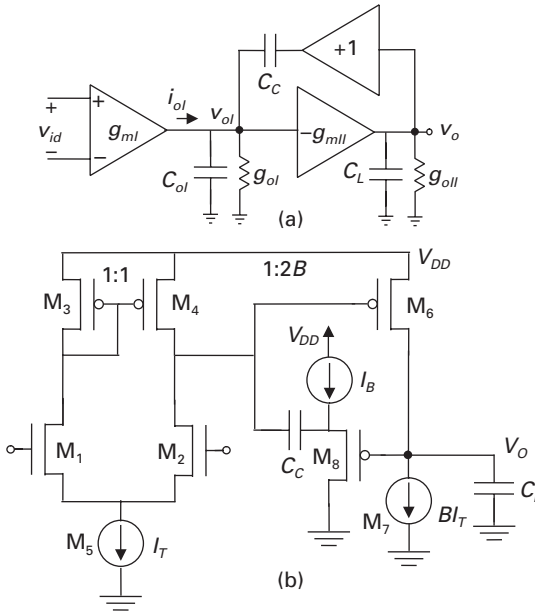 +1
C_C
i_oI
v_oI
+
v_id
−
+
−
g_mI
−g_mII
v_o
C_oI
g_oI
C_L
g_oII
(a)
1:1
1:2B
V_DD
M_3
M_4
M_6
V_DD
I_B
M_1
M_2
C_C
M_8
V_O
M_5
I_T
M_7
BI_T
(b)